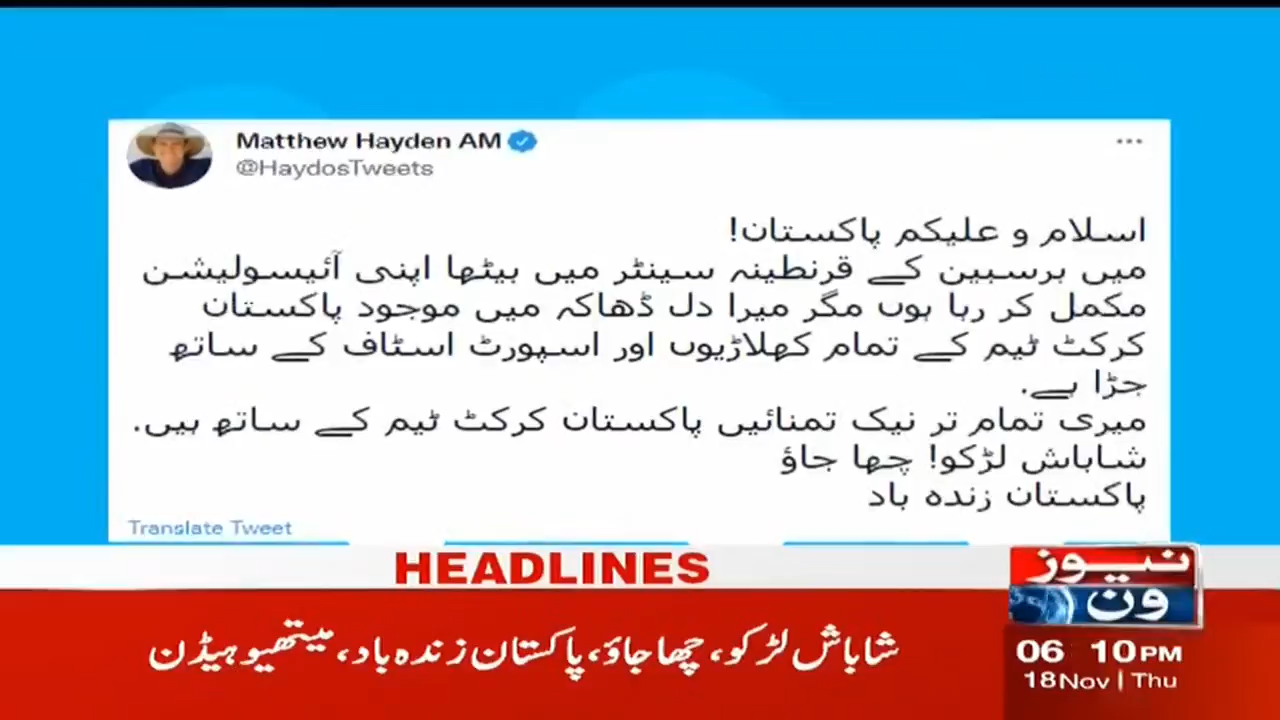 Matthew Hayden AM
@HaydosTweets
اسلام و علیکم پاکستان!
میں برسبین کے قرنطینہ سینٹر میں بیٹھا اپنی آئیسولیشن
مکمل کر رہا ہوں مگر میرا دل ڈھاکہ میں موجود پاکستان
کرکٹ ٹیم کے تمام کھلاڑیوں اور اسپورٹ اسٹاف کے ساتھ
جڑا ہے.
میری تمام تر نیک تمنائیں پاکستان کرکٹ ٹیم کے ساتھ ہیں.
شاباش لڑکو! چھا جاؤ
پاکستان زندہ باد
Translate Tweet
HEADLINES
شاباش لڑکو، چھا جاؤ، پاکستان زندہ باد، میتھیو ہیڈن
نیوز
ون
06 10PM
18Nov | Thu